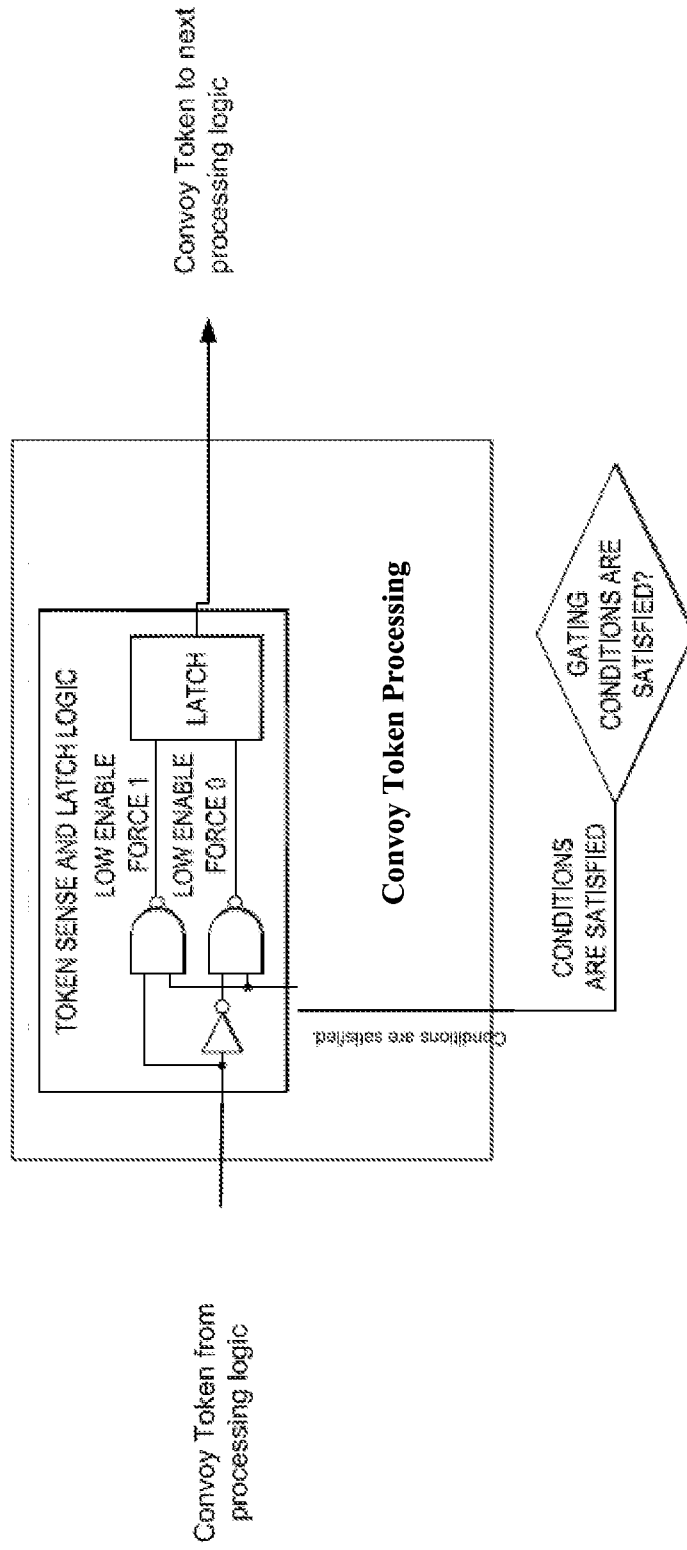 Convoy Token from
processing logic
TOKEN SENSE AND LATCH LOGIC
LOW ENABLE
FORCE 1
LOW ENABLE
FORCE 0
LATCH
Convoy Token Processing
Conditions are satisfied.
CONDITIONS
ARE SATISFIED
GATING
CONDITIONS ARE
SATISFIED?
Convoy Token to next
processing logic